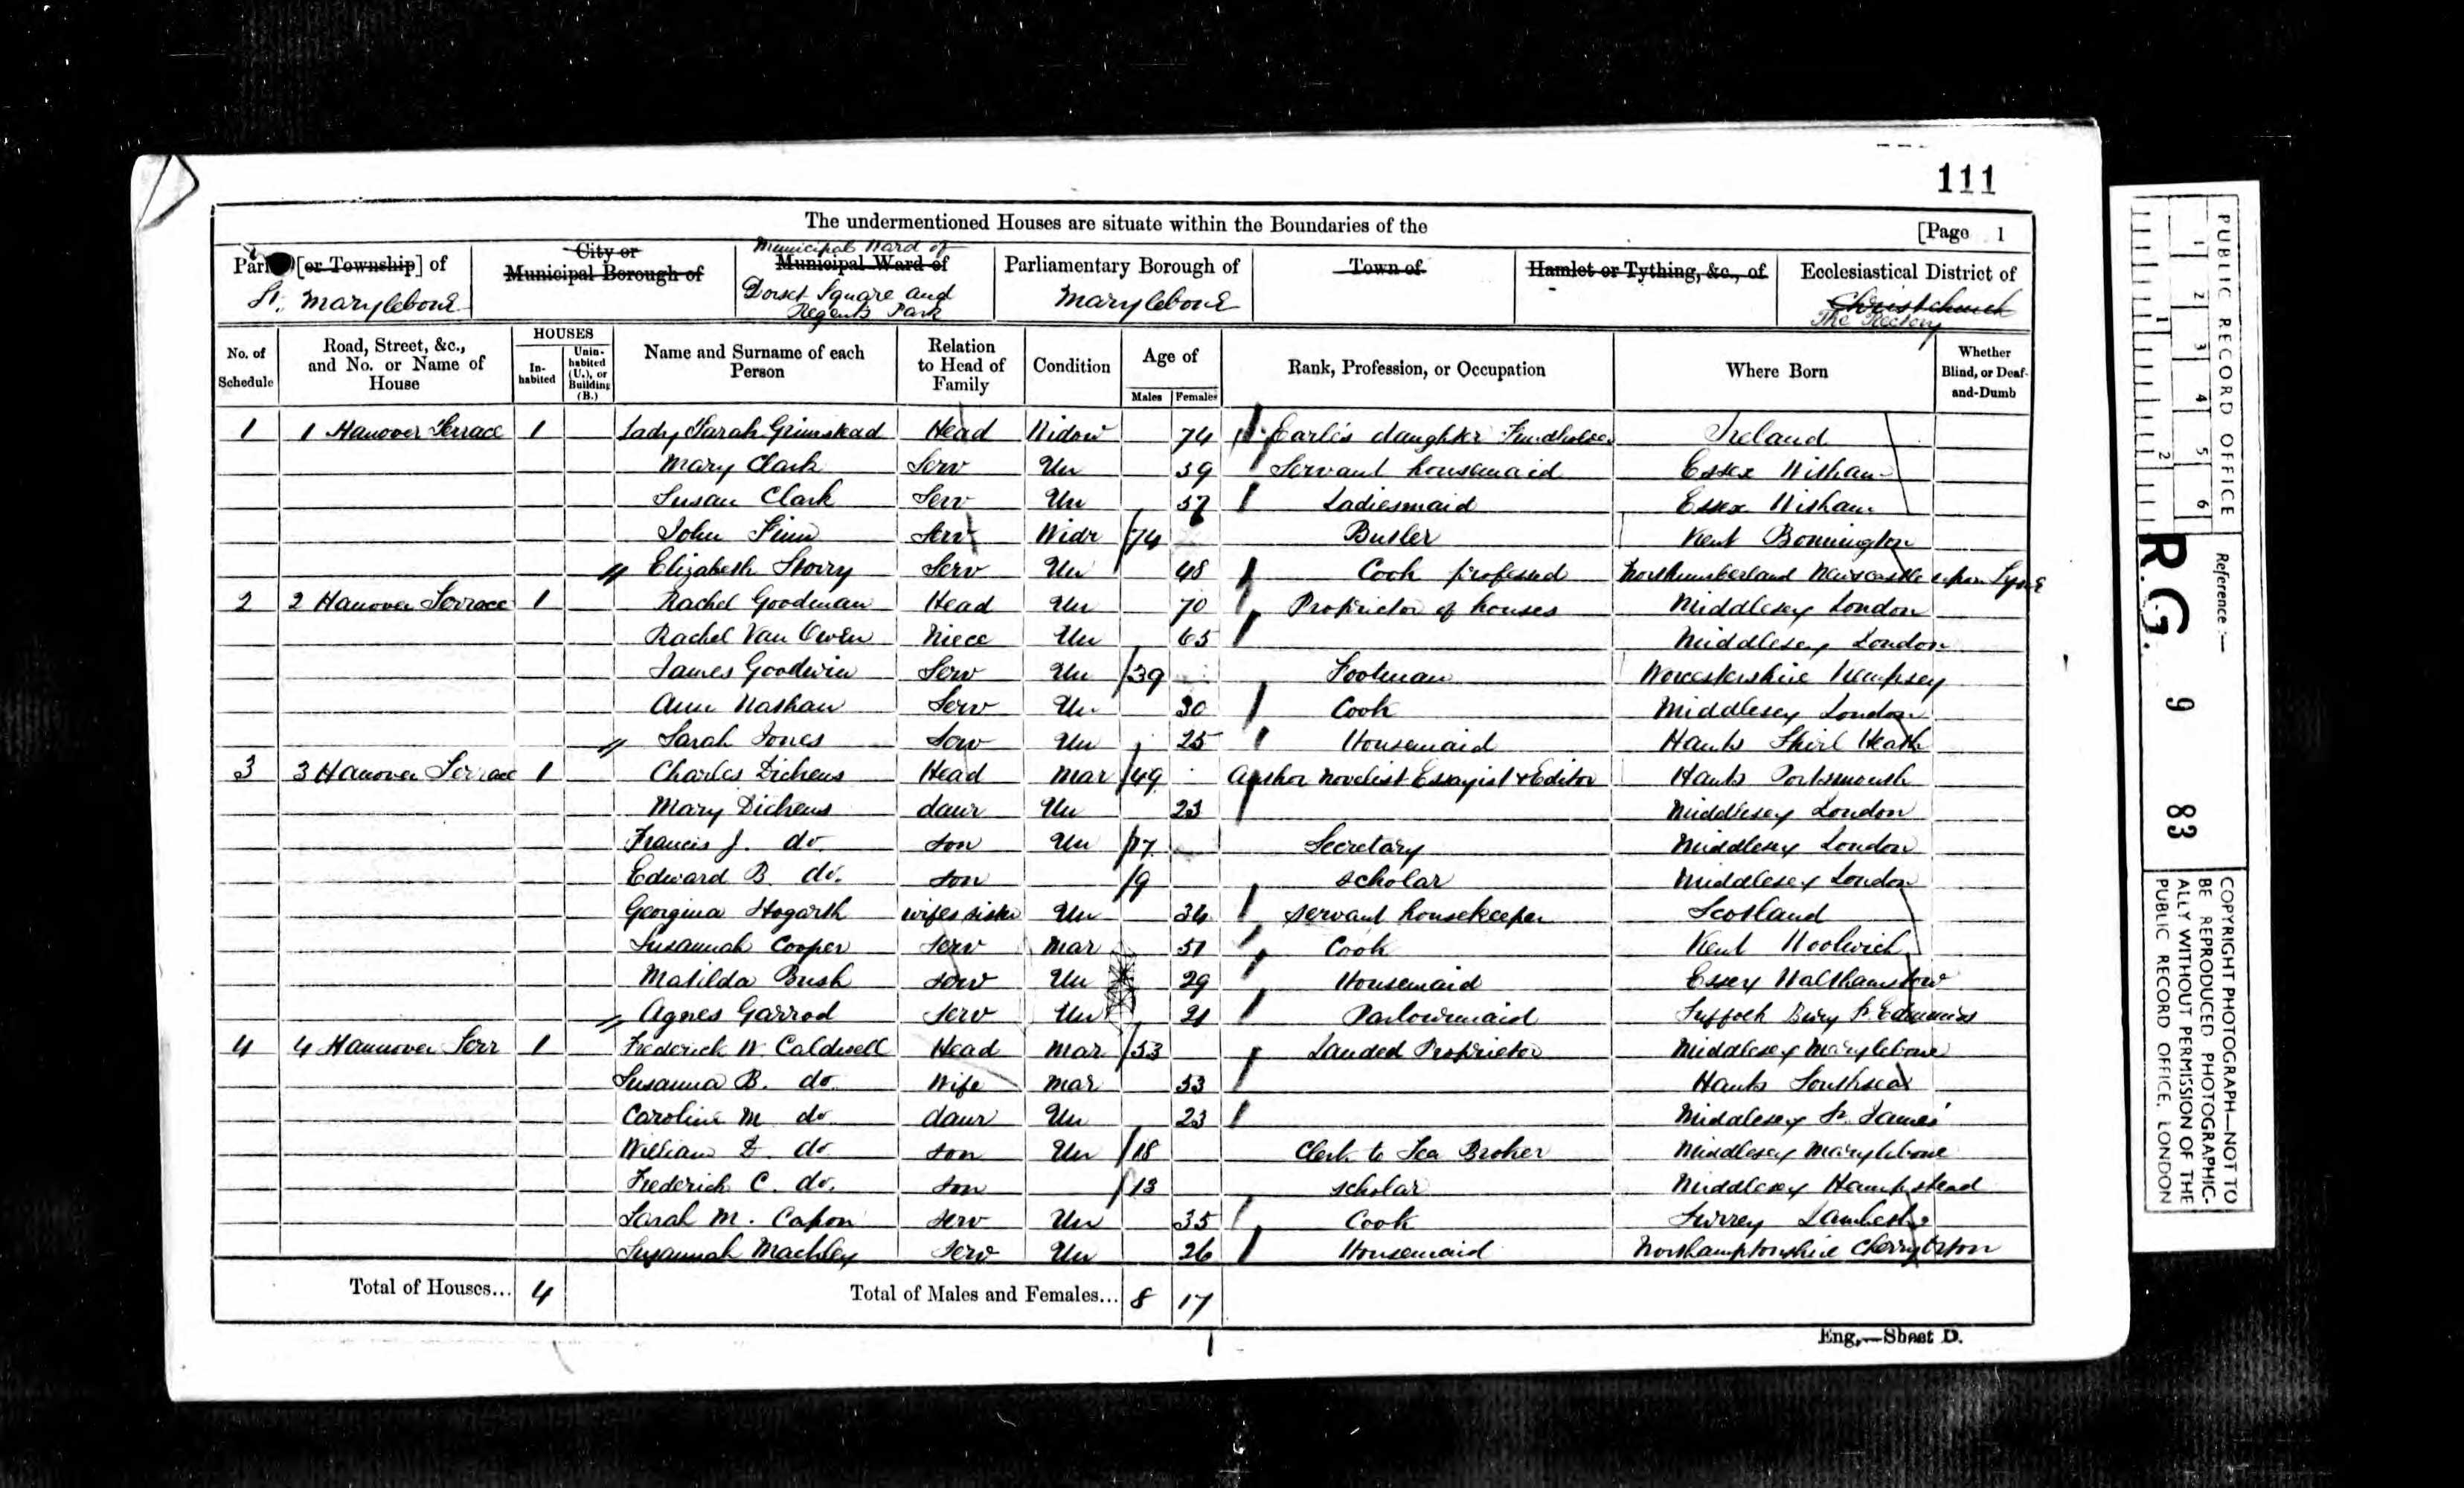 111
The undermentioned Houses are situate within the Boundaries of the [Page 1
Parish [or Township] of
St. Marylebone
City or Municipal Borough of
Municipal Ward of
Municipal Ward of
Dorset Square and Regents Park
Parliamentary Borough of
Marylebone
Town of
Hamlet or Tything, &c., of
Ecclesiastical District of
Christchurch
The Rectory
No. of Schedule
Road, Street, &c., and No. or Name of House
HOUSES
In-habited
Unin-habited (U.), or Building (B.)
Name and Surname of each Person
Relation to Head of Family
Condition
Age of
Males Females
Rank, Profession, or Occupation
Where Born
Whether Blind, or Deaf-and-Dumb
1 1 Hanover Terrace 1 Lady Sarah Grimstead Head Widow 74 Earl's daughter Fundholder Ireland
Mary Clark Serv Un 39 Servant housemaid Essex Witham
Susan Clark Serv Un 37 Ladiesmaid Essex Witham
John Finn Serv Widr 74 Butler Kent Bonnington
Elizabeth Storry Serv Un 48 Cook professed Northumberland Newcastle upon Tyne
2 2 Hanover Terrace 1 Rachel Goodman Head Un 70 Proprietor of houses Middlesex London
Rachel Van Oven Niece Un 65 Middlesex London
James Goodwin Serv Un 39 Footman Worcestershire Kempsey
Ann Nathan Serv Un 30 Cook Middlesex London
Sarah Jones Serv Un 25 Housemaid Hants Heath
3 3 Hanover Terrace 1 Charles Dickens Head Mar 49 Author Novelist Essayist & Editor Hants Portsmouth
Mary Dickens daur Un 23 Middlesex London
Francis J. do. son Un 17 Secretary Middlesex London
Edward B. do. son 9 scholar Middlesex London
Georgina Hogarth wifes sister Un 34 servant housekeeper Scotland
Susannah Cooper Serv Mar 51 Cook Kent Woolwich
Matilda Bush serv Un 29 Housemaid Essex Walthamstow
Agnes Garrod Serv Un 21 Parlourmaid Suffolk Bury St. Edmunds
4 4 Hannover Terr 1 Frederick W. Caldwell Head Mar 53 Landed Proprietor Middlesex Marylebone
Susanna B. do. Wife Mar 53 Hants Southsea
Caroline M do. daur Un 23 Middlesex St. James'
William D. do. son Un 18 Clerk to Tea Broker Middlesex Marylebone
Frederick C. do. son 13 scholar Middlesex Hampstead
Sarah M. Capon serv Un 35 Cook Surrey Lambeth
Susannah Serv Un 26 Housemaid Northamptonshire
Total of Houses... 4 Total of Males and Females... 8 17
Eng.—Sheet D.
PUBLIC RECORD OFFICE
1 2 3 4 5 6
1 2
Reference:—
R.G. 9 83
COPYRIGHT PHOTOGRAPH—NOT TO
BE REPRODUCED PHOTOGRAPHIC-
ALLY WITHOUT PERMISSION OF THE
PUBLIC RECORD OFFICE, LONDON